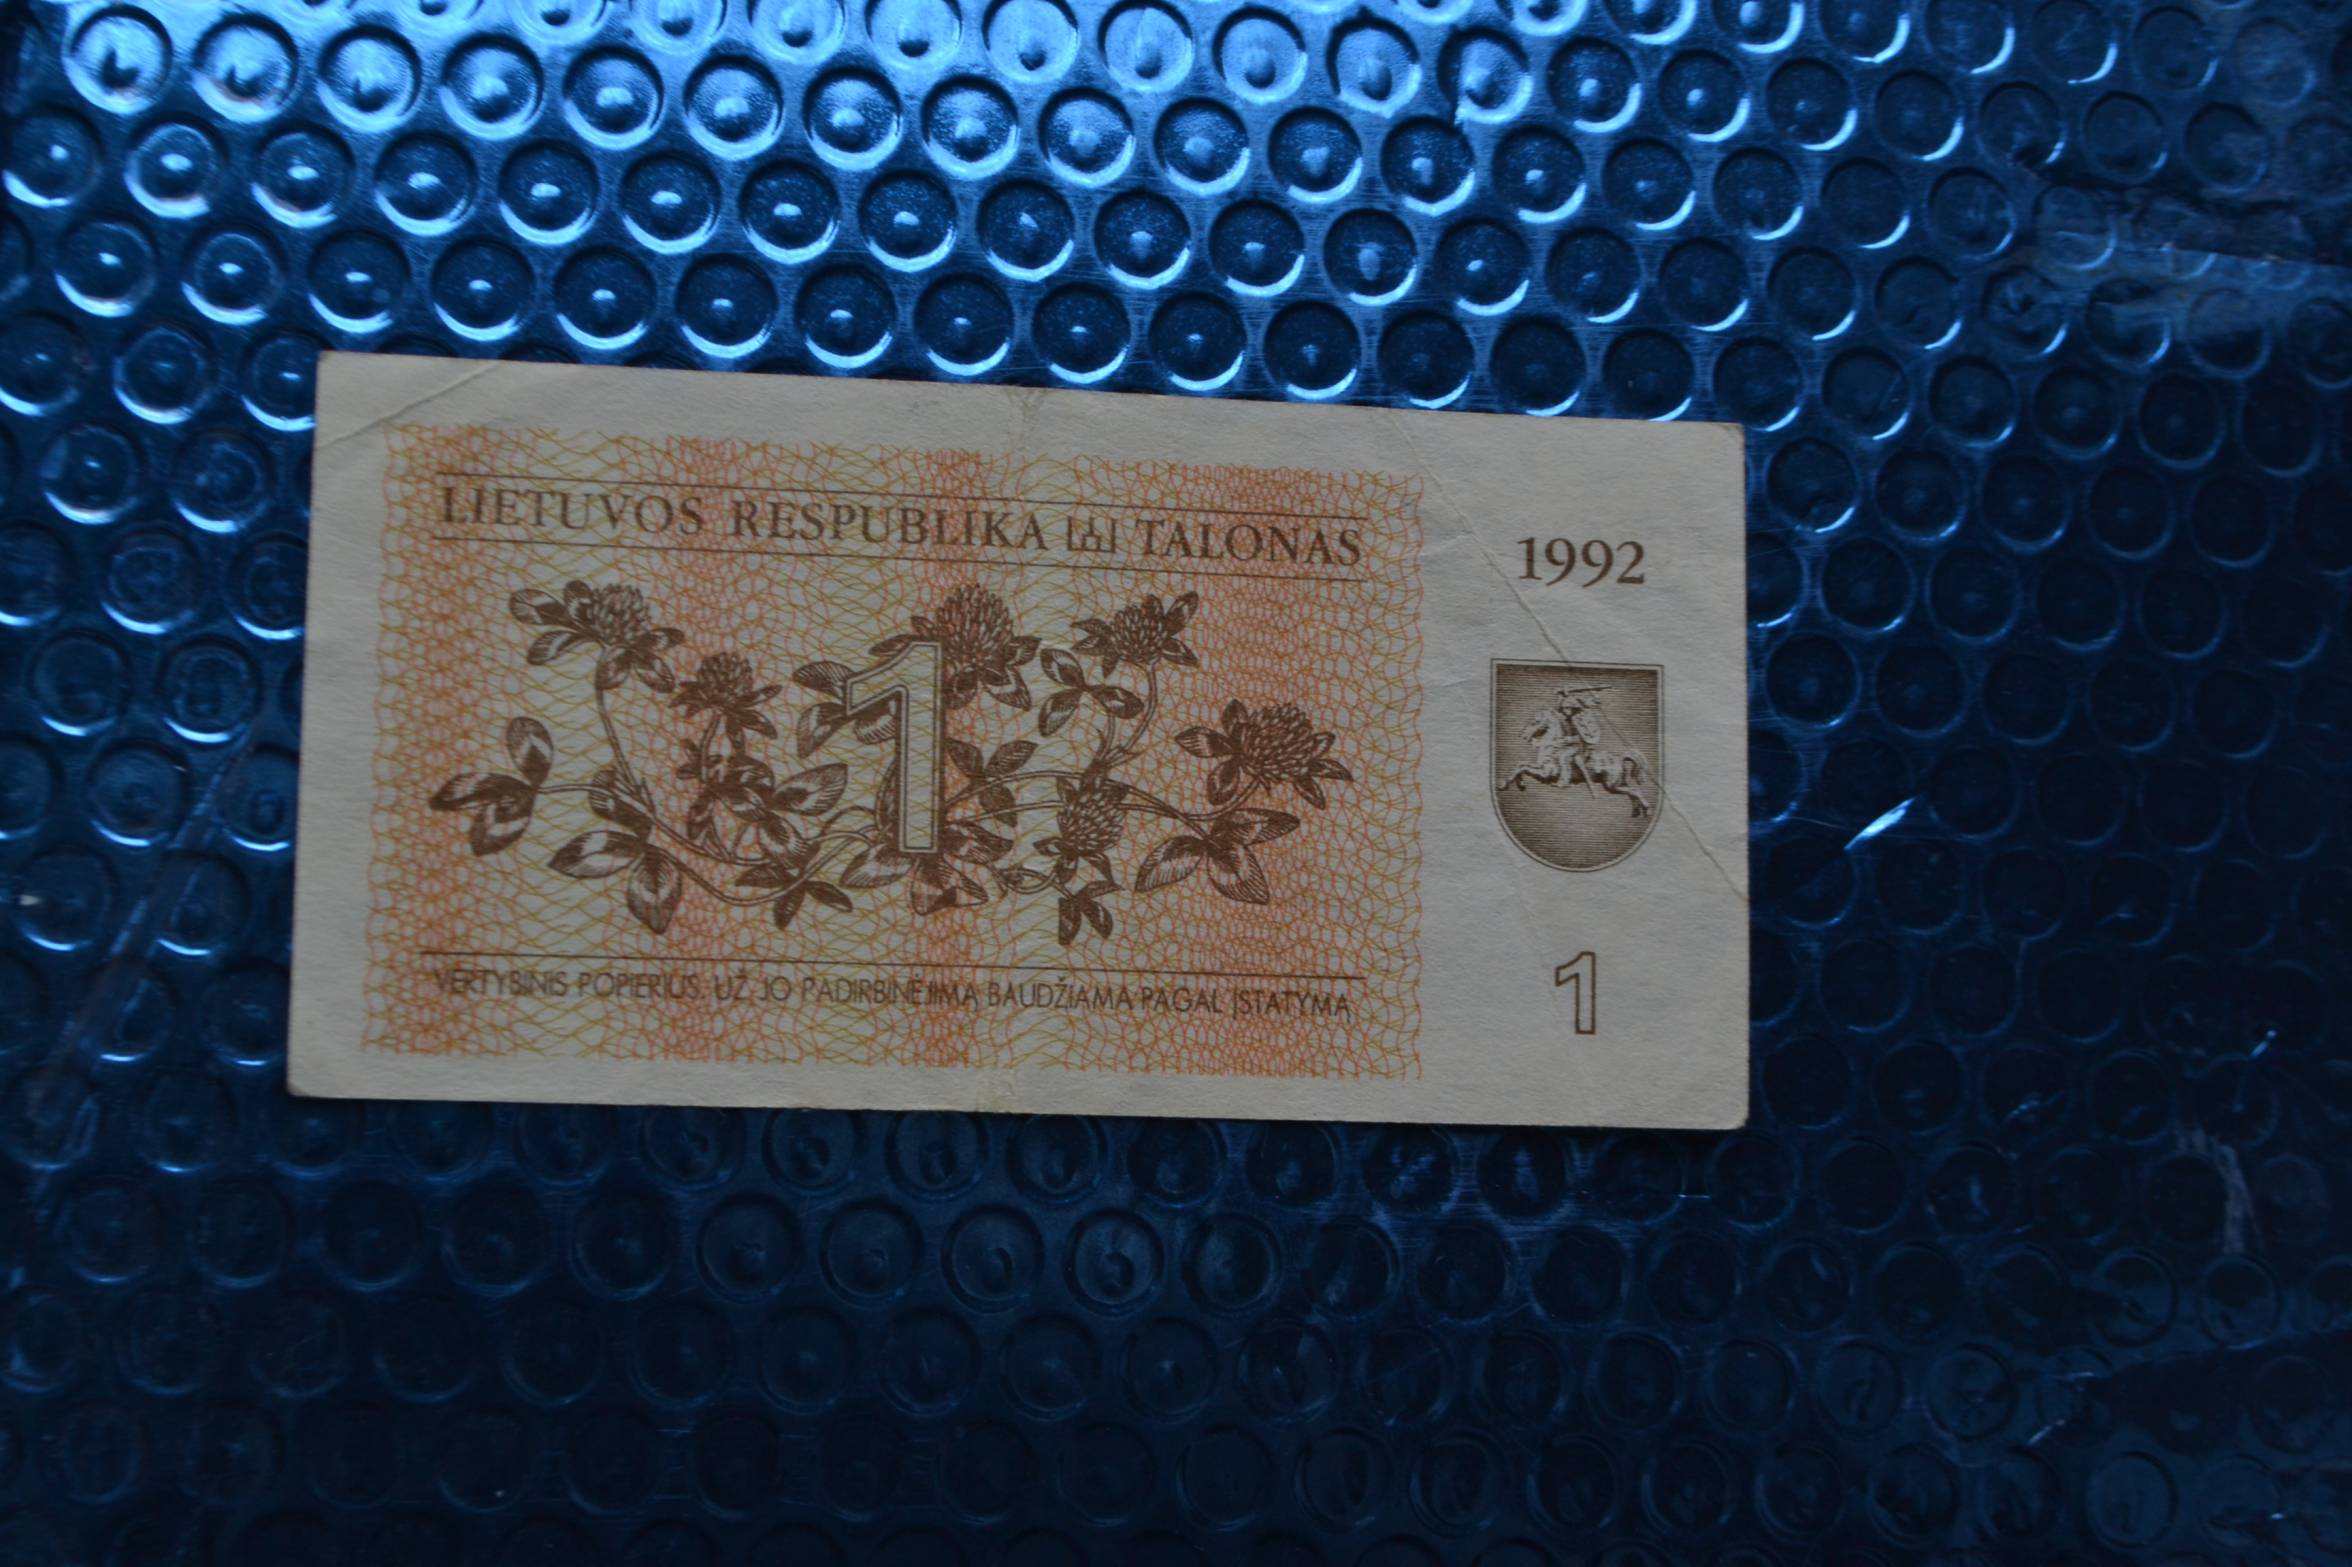 LIETUVOS RESPUBLIKA TALONAS
1992
1
VERTYBINIS POPIERIUS. UŽ JO PADIRBINĖJIMĄ BAUDŽIAMA PAGAL ĮSTATYMĄ
1